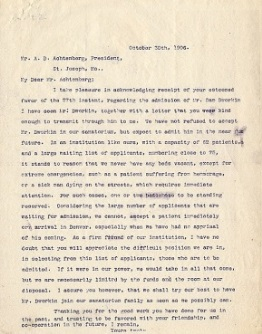 October 30th, 1906.
Mr. A. D. Achtenberg, President,
St. Joseph, Mo..
My Dear Mr. Achtenberg;
I take pleasure in acknowledging receipt of your esteemed
favor of the 27th instant, regarding the admission of Mr. Sam Dworkin
I have seen Mr. Dworkin, together with a letter that you were kind
enough to transmit through him to us. We have not refused to accept
Mr. Dworkin in our sanatorium, but expect to admit him in the near
future. In an institution like ours, with a capacity of 62 patients
and a large waiting list of applicants, numbering close to 75,
it stands to reason that we never have any beds vacant, except for
extreme emergencies, such as a patient suffering from hemorrage,
or a sick man dying on the streets, which requires immediate
attention. For such cases, one or two are to be standing
reserved. Considering the large number of applicants that are
waiting for admission, we cannot, accept a patient immediately
on arrival in Denver, especially when we have had no appraisal
of his coming. As a firm friend of our institution, I have no
doubt that you will appreciate the difficult position we are in,
in selecting from this list of applicants, those who are to be
admitted. If it were in our power, we would take in all that come,
but we are necessarily limited by the funds and the room at our
disposal. I assure you however, that we shall try our best to have
Mr. Dworkin join our sanatorium family as soon as we possibly can.
Thanking you for the good work you have done for us in
the past, and trusting to be favored with your friendship, and
co-operation in the future, I remain,
Yours truly